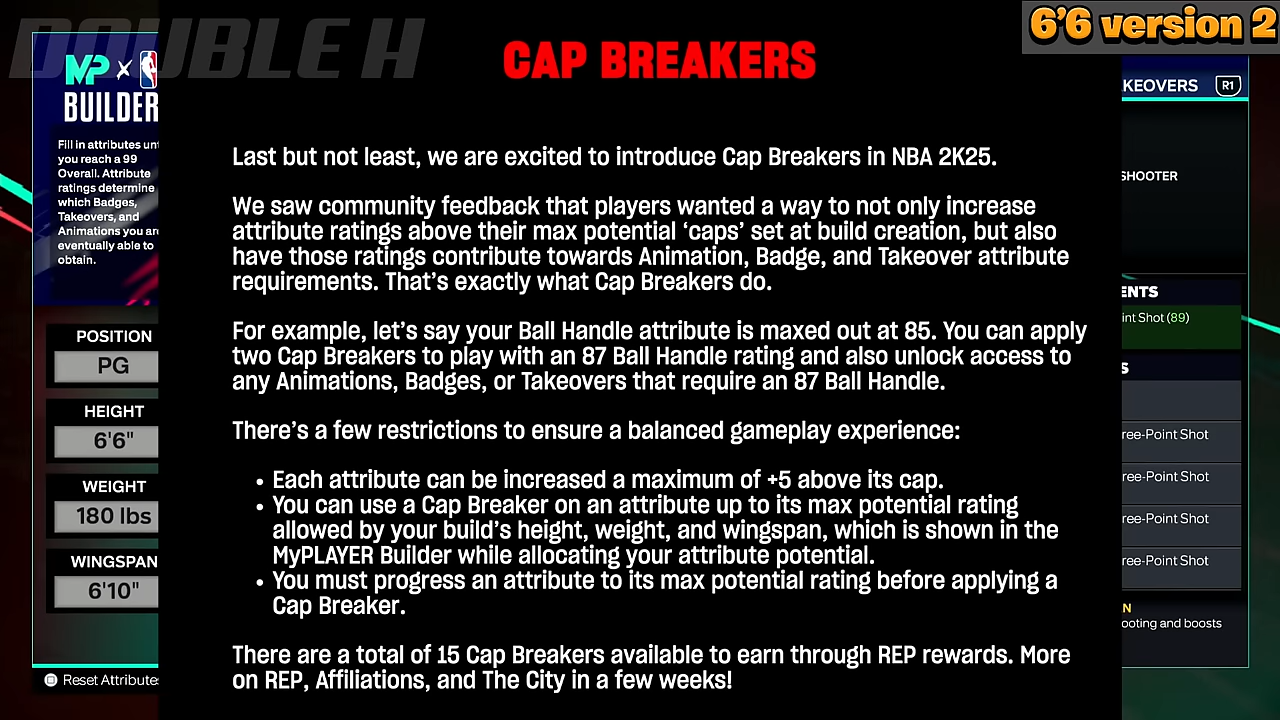 DOUBLE H
6'6 version 2
CAP BREAKERS
MP X
BUILDER
Fill in attributes
you reach a 99
Overall. Attribute
ratings determine
which Badges,
Takeovers, and
Animations you
eventually able to
obtain.
POSITION
PG
HEIGHT
6'6"
WEIGHT
180 lbs
WINGSPAN
6'10"
Reset Attributes
Last but not least, we are excited to introduce Cap Breakers in NBA 2K25.
We saw community feedback that players wanted a way to not only increase
attribute ratings above their max potential ‘caps’ set at build creation, but also
have those ratings contribute towards Animation, Badge, and Takeover attribute
requirements. That’s exactly what Cap Breakers do.
For example, let’s say your Ball Handle attribute is maxed out at 85. You can apply
two Cap Breakers to play with an 87 Ball Handle rating and also unlock access to
any Animations, Badges, or Takeovers that require an 87 Ball Handle.
There’s a few restrictions to ensure a balanced gameplay experience:
• Each attribute can be increased a maximum of +5 above its cap.
• You can use a Cap Breaker on an attribute up to its max potential rating
allowed by your build’s height, weight, and wingspan, which is shown in the
MyPLAYER Builder while allocating your attribute potential.
• You must progress an attribute to its max potential rating before applying a
Cap Breaker.
There are a total of 15 Cap Breakers available to earn through REP rewards. More
on REP, Affiliations, and The City in a few weeks!
KEOVERS R1
SHOOTER
ENTS
int Shot (89)
S
ree-Point Shot
ree-Point Shot
ree-Point Shot
ree-Point Shot
N
ooting and boosts